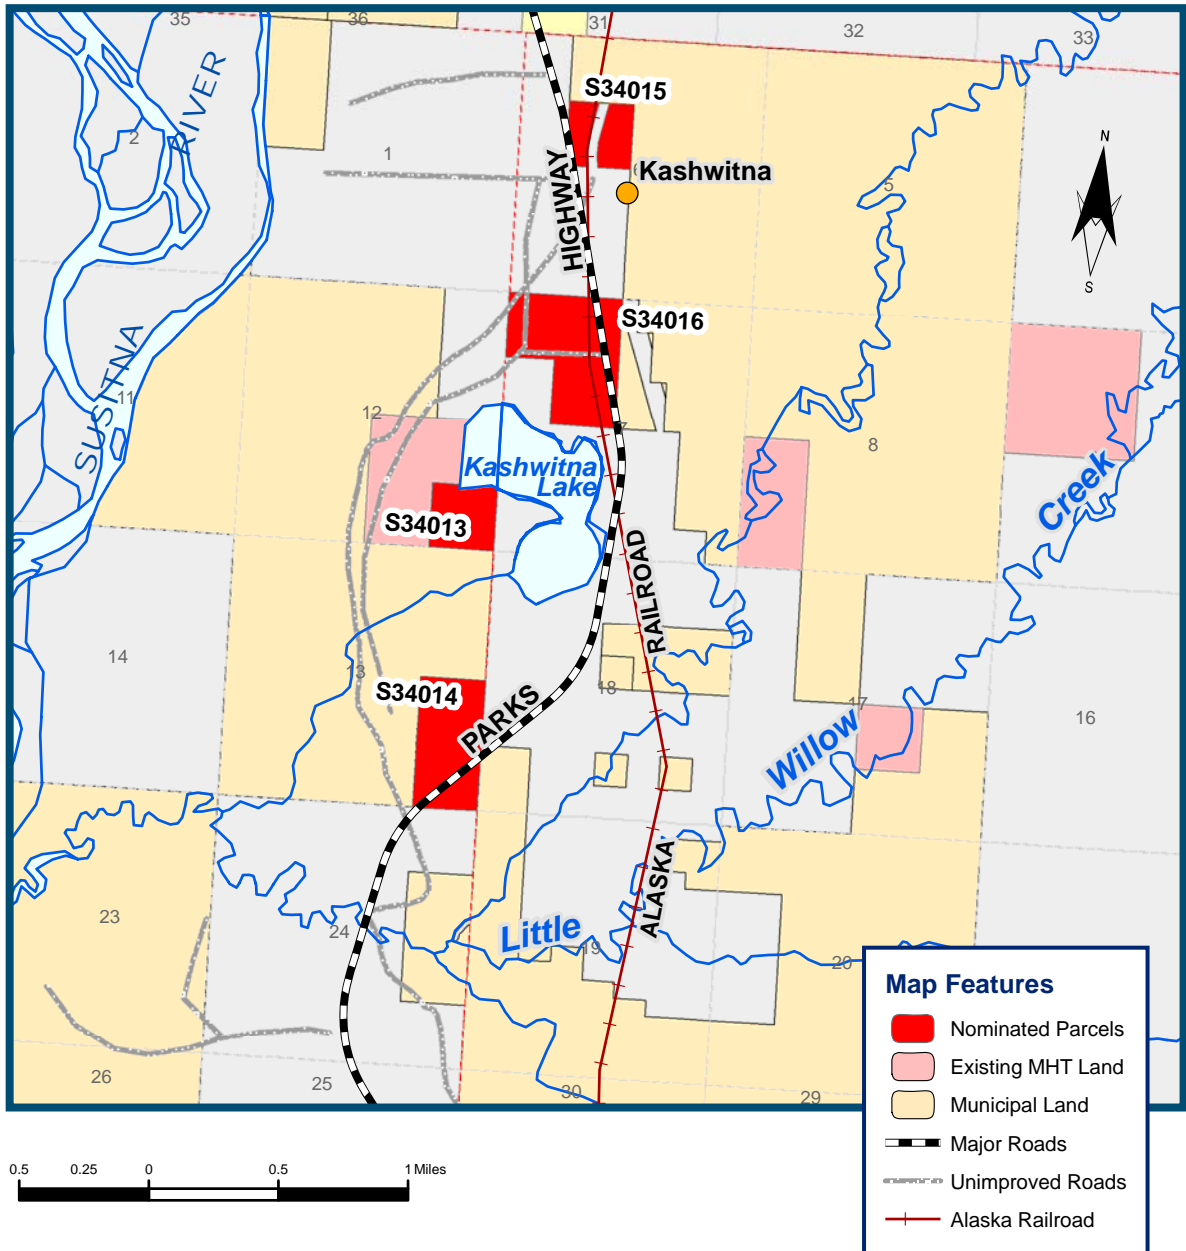 35
36
31
32
33
S34015
RIVER
2
1
Kashwitna
5
N
S
HIGHWAY
S34016
SUSITNA
11
12
7
8
Kashwitna
Lake
Creek
S34013
RAILROAD
14
13
S34014
18
17
16
PARKS
Willow
ALASKA
23
24
Little
19
20
26
25
30
29
Map Features
Nominated Parcels
Existing MHT Land
Municipal Land
Major Roads
Unimproved Roads
Alaska Railroad
0.5 0.25 0 0.5 1 Miles